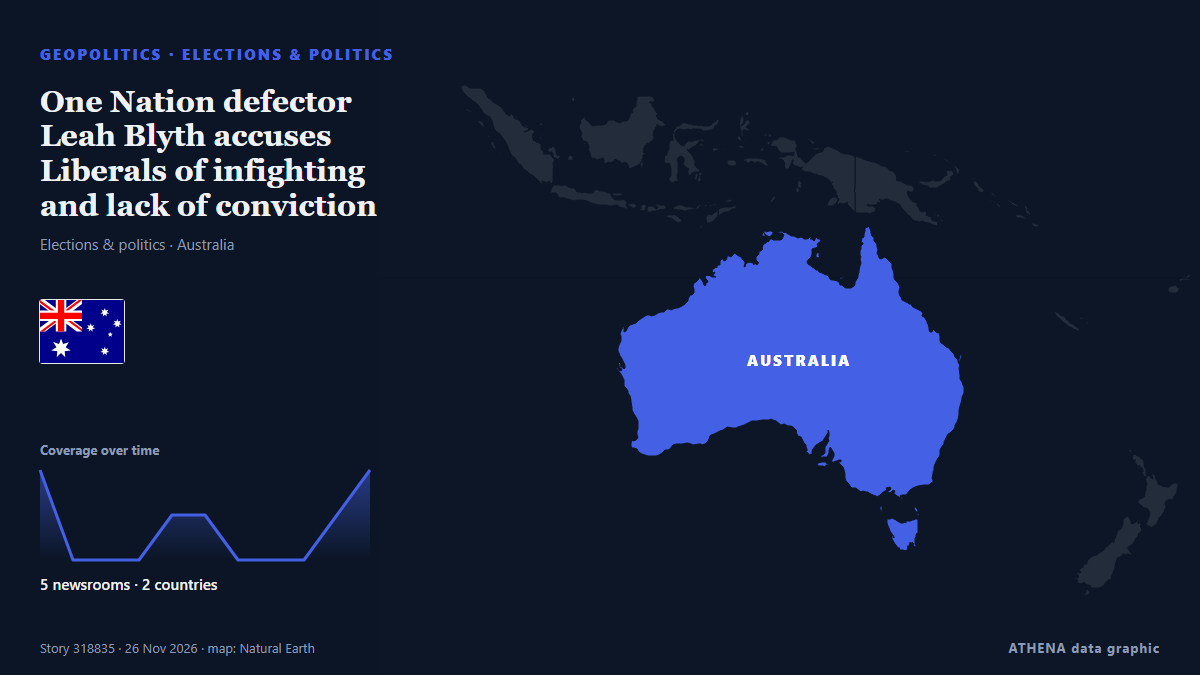 GEOPOLITICS · ELECTIONS & POLITICS
One Nation defector
Leah Blyth accuses
Liberals of infighting
and lack of conviction
Elections & politics · Australia
AUSTRALIA
Coverage over time
5 newsrooms · 2 countries
Story 318835 · 26 Nov 2026 · map: Natural Earth
ATHENA data graphic